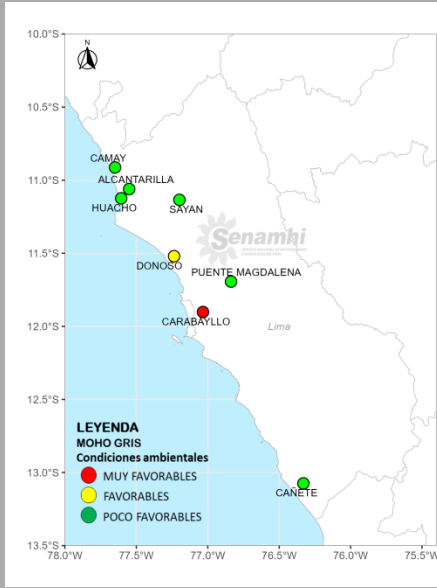 10.0°S
N
10.5°S
CAMAY
11.0°S
ALCANTARILLA
HUACHO
SAYAN
Senamhi
11.5°S
DONOSO
PUENTE MAGDALENA
12.0°S
CARABAYLLO
Lima
12.5°S
LEYENDA
MOHO GRIS
Condiciones ambientales
MUY FAVORABLES
13.0°S
FAVORABLES
CAÑETE
POCO FAVORABLES
13.5°S
78.0°W 77.5°W 77.0°W 76.5°W 76.0°W 75.5°W